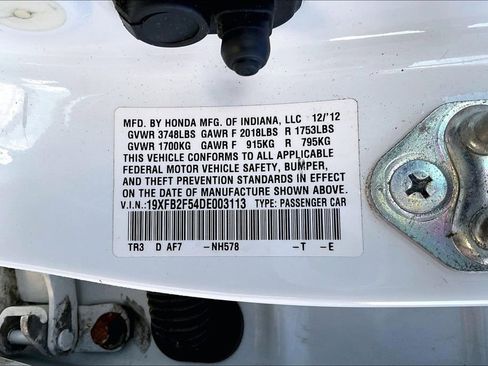 MFD. BY HONDA MFG. OF INDIANA, LLC 12/'12
GVWR 3748LBS GAWR F 2018LBS R 1753LBS
GVWR 1700KG GAWR F 915KG R 795KG
THIS VEHICLE CONFORMS TO ALL APPLICABLE
FEDERAL MOTOR VEHICLE SAFETY, BUMPER,
AND THEFT PREVENTION STANDARDS IN EFFECT
ON THE DATE OF MANUFACTURE SHOWN ABOVE.
V.I.N.:19XFB2F54DE003113 TYPE: PASSENGER CAR
TR3 D AF7 -NH578 -T -E